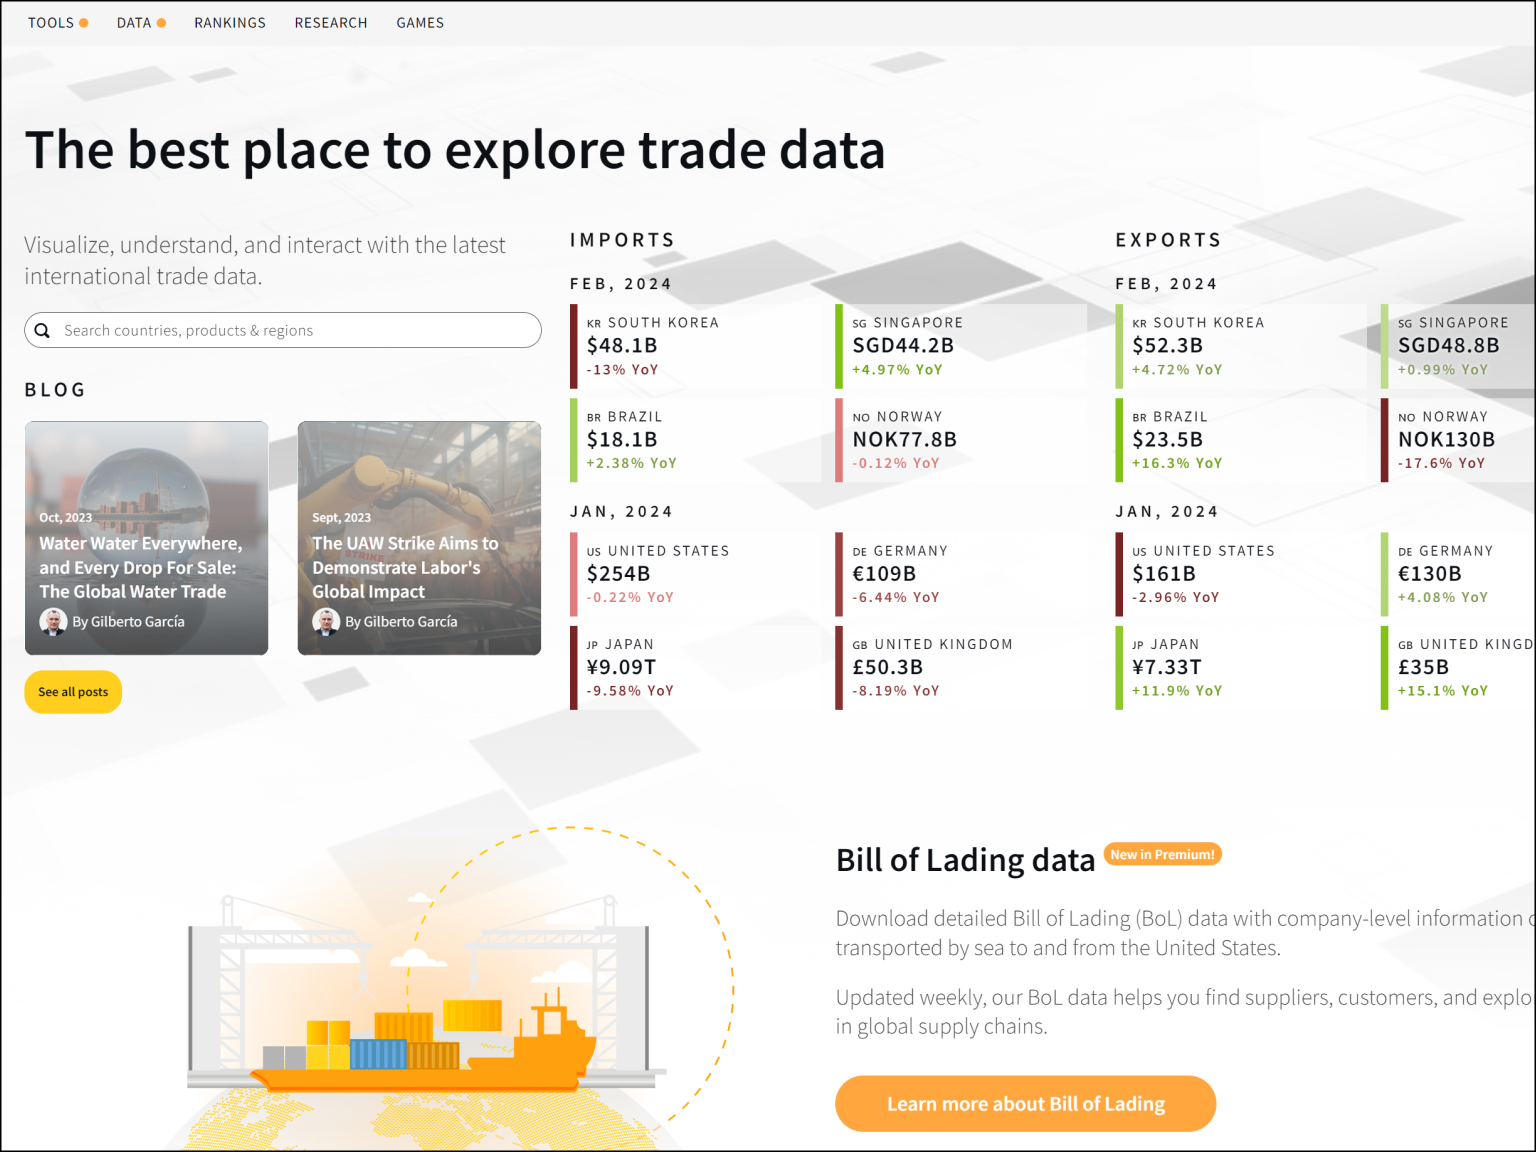 TOOLS
DATA
RANKINGS
RESEARCH
GAMES
The best place to explore trade data
Visualize, understand, and interact with the latest
international trade data.
Search countries, products & regions
BLOG
Oct, 2023
Water Water Everywhere,
and Every Drop For Sale:
The Global Water Trade
By Gilberto García
Sept, 2023
The UAW Strike Aims to
Demonstrate Labor's
Global Impact
By Gilberto García
See all posts
IMPORTS
FEB, 2024
KR SOUTH KOREA
$48.1B
-13% YoY
SG SINGAPORE
SGD44.2B
+4.97% YoY
BR BRAZIL
$18.1B
+2.38% YoY
NO NORWAY
NOK77.8B
-0.12% YoY
JAN, 2024
US UNITED STATES
$254B
-0.22% YoY
DE GERMANY
€109B
-6.44% YoY
JP JAPAN
¥9.09T
-9.58% YoY
GB UNITED KINGDOM
£50.3B
-8.19% YoY
EXPORTS
FEB, 2024
KR SOUTH KOREA
$52.3B
+4.72% YoY
SG SINGAPORE
SGD48.8B
+0.99% YoY
BR BRAZIL
$23.5B
+16.3% YoY
NO NORWAY
NOK130B
-17.6% YoY
JAN, 2024
US UNITED STATES
$161B
-2.96% YoY
DE GERMANY
€130B
+4.08% YoY
JP JAPAN
¥7.33T
+11.9% YoY
GB UNITED KINGD
£35B
+15.1% YoY
Bill of Lading data
New in Premium!
Download detailed Bill of Lading (BoL) data with company-level information
transported by sea to and from the United States.
Updated weekly, our BoL data helps you find suppliers, customers, and explo
in global supply chains.
Learn more about Bill of Lading